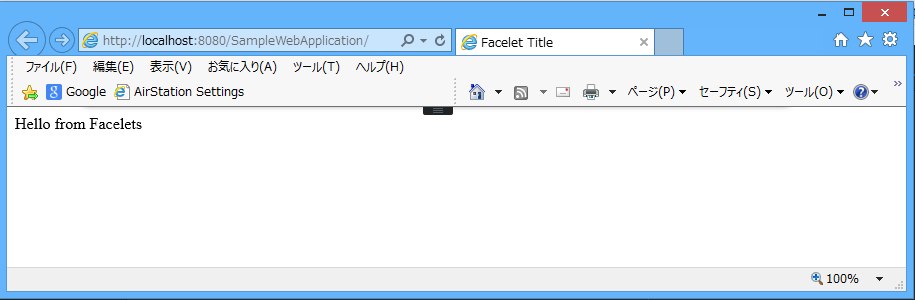 http://localhost:8080/SampleWebApplication/
Facelet Title
ファイル(F) 編集(E) 表示(V) お気に入り(A) ツール(T) ヘルプ(H)
Google AirStation Settings ページ(P) セーフティ(S) ツール(O)
Hello from Facelets
100%